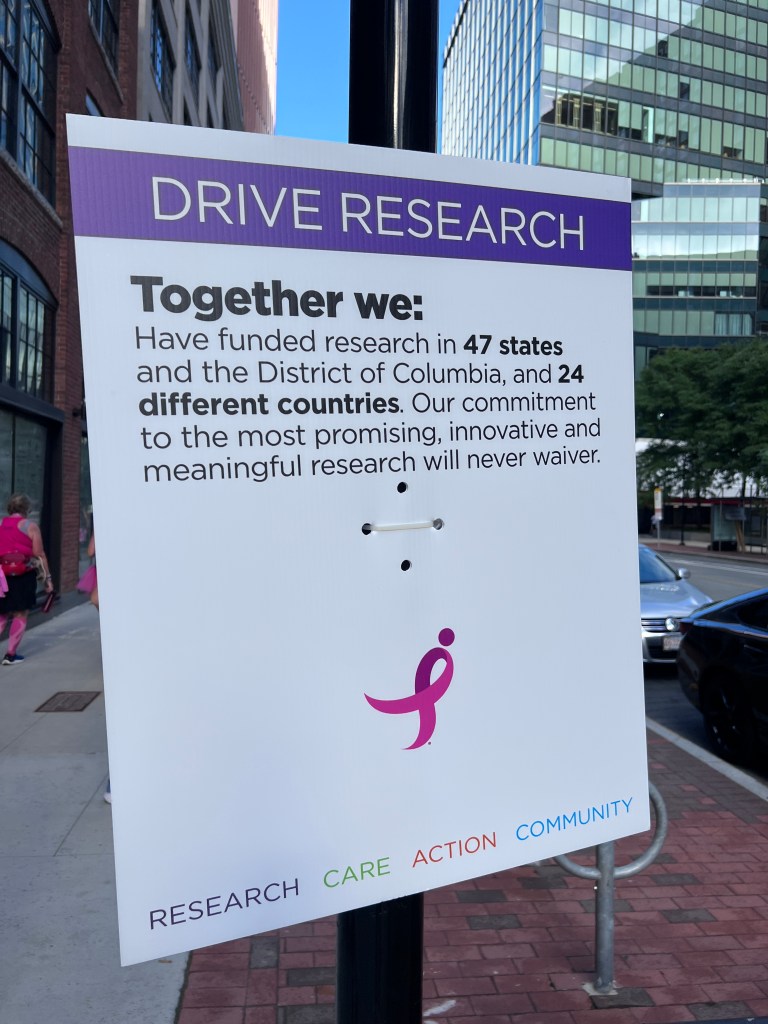 DRIVE RESEARCH
Together we:
Have funded research in 47 states
and the District of Columbia, and 24
different countries. Our commitment
to the most promising, innovative and
meaningful research will never waiver.
RESEARCH CARE ACTION COMMUNITY